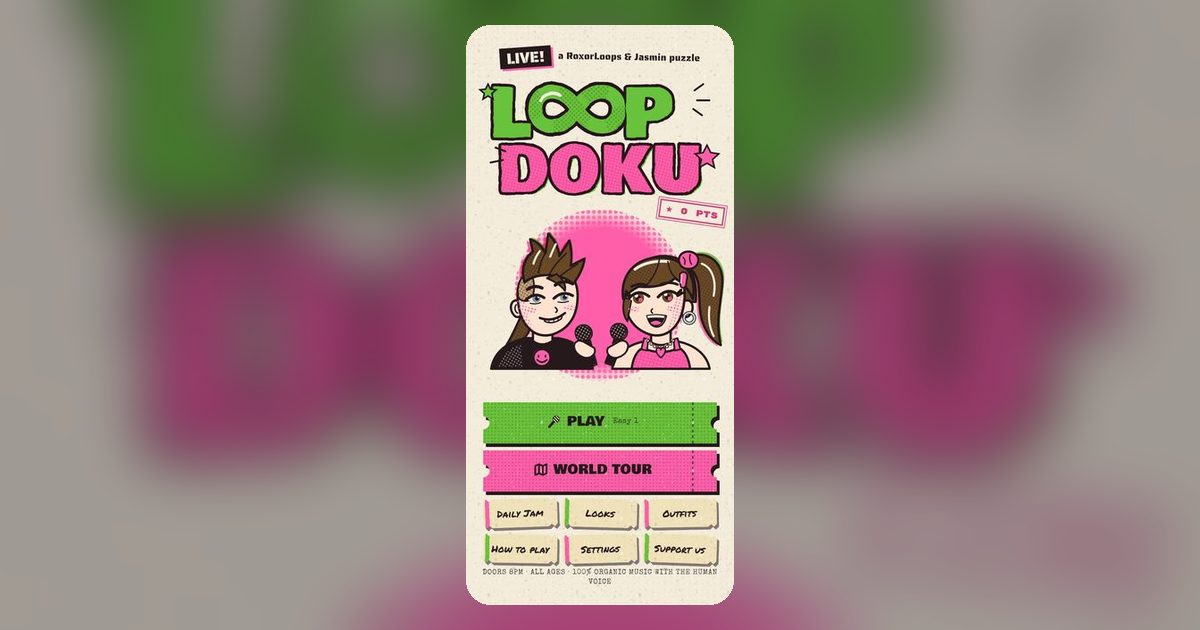 LIVE! a RoxorLoops & Jasmin puzzle
LOOP
DOKU
★ 0 PTS
PLAY Easy 1
WORLD TOUR
DAILY JAM LOOKS OUTFITS
HOW TO PLAY SETTINGS SUPPORT US
DOORS 8PM · ALL AGES · 100% ORGANIC MUSIC WITH THE HUMAN
VOICE